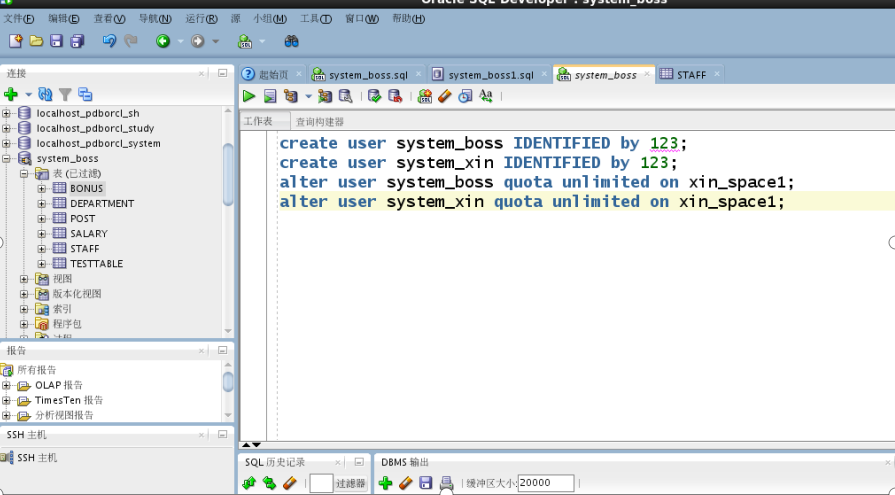 Oracle SQL Developer : system_boss
文件(F) 编辑(E) 查看(V) 导航(N) 运行(R) 源 小组(M) 工具(T) 窗口(W) 帮助(H)
连接
localhost_pdborcl_sh
localhost_pdborcl_study
localhost_pdborcl_system
system_boss
表 (已过滤)
BONUS
DEPARTMENT
POST
SALARY
STAFF
TESTTABLE
视图
版本化视图
索引
程序包
过程
报告
所有报告
OLAP 报告
TimesTen 报告
分析视图报告
SSH 主机
SSH 主机
起始页 system_boss.sql system_boss1.sql system_boss STAFF
工作表 查询构建器
create user system_boss IDENTIFIED by 123;
create user system_xin IDENTIFIED by 123;
alter user system_boss quota unlimited on xin_space1;
alter user system_xin quota unlimited on xin_space1;
SQL 历史记录
过滤器
DBMS 输出
缓冲区大小:20000